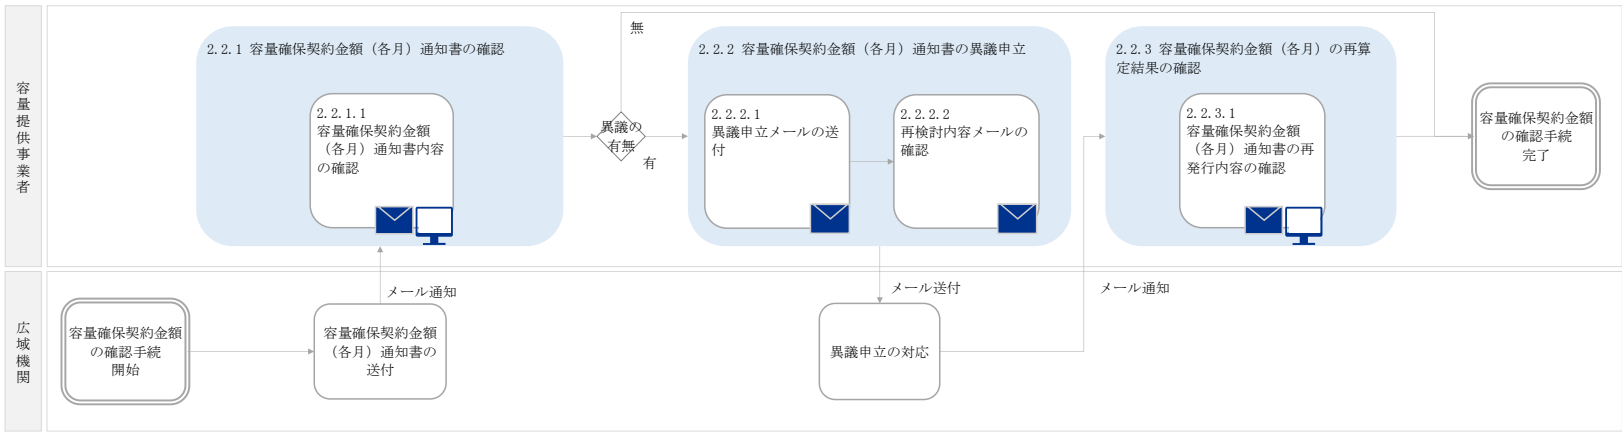 容量提供事業者
2.2.1 容量確保契約金額（各月）通知書の確認
2.2.1.1
容量確保契約金額
（各月）通知書内容
の確認
異議の
有無
無
有
2.2.2 容量確保契約金額（各月）通知書の異議申立
2.2.2.1
異議申立メールの送
付
2.2.2.2
再検討内容メールの
確認
2.2.3 容量確保契約金額（各月）の再算
定結果の確認
2.2.3.1
容量確保契約金額
（各月）通知書の再
発行内容の確認
容量確保契約金額
の確認手続
完了
広域機関
容量確保契約金額
の確認手続
開始
容量確保契約金額
（各月）通知書の
送付
メール通知
メール送付
異議申立の対応
メール通知